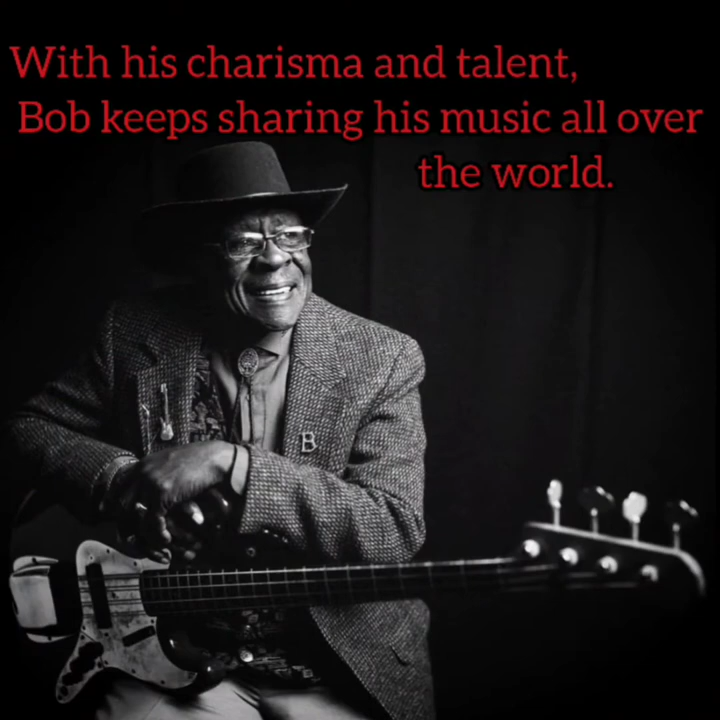 With his charisma and talent,
Bob keeps sharing his music all over
the world.
B